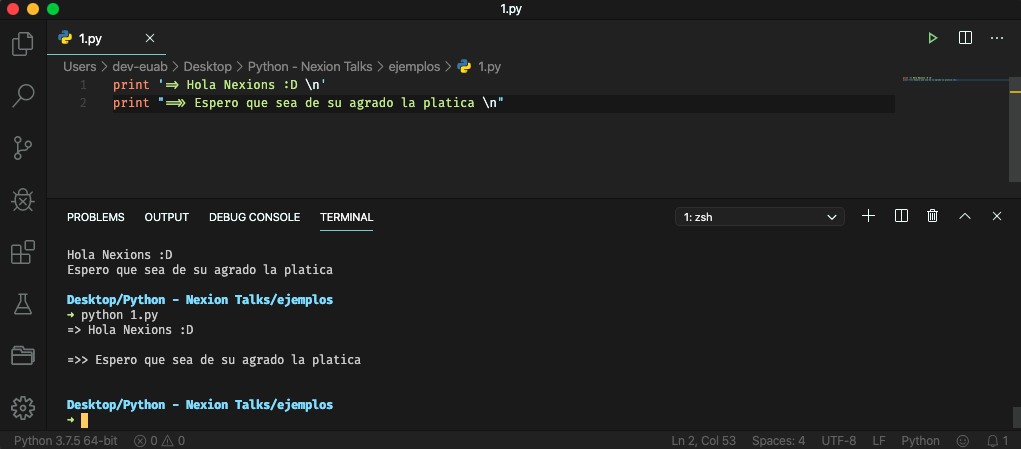 1.py
1.py
Users > dev-euab > Desktop > Python - Nexion Talks > ejemplos > 1.py
1 print '=> Hola Nexions :D \n'
2 print "=>> Espero que sea de su agrado la platica \n"
PROBLEMS OUTPUT DEBUG CONSOLE TERMINAL 1: zsh
Hola Nexions :D
Espero que sea de su agrado la platica
Desktop/Python - Nexion Talks/ejemplos
→ python 1.py
=> Hola Nexions :D
=>> Espero que sea de su agrado la platica
Desktop/Python - Nexion Talks/ejemplos
→
Python 3.7.5 64-bit 0 0 Ln 2, Col 53 Spaces: 4 UTF-8 LF Python 1